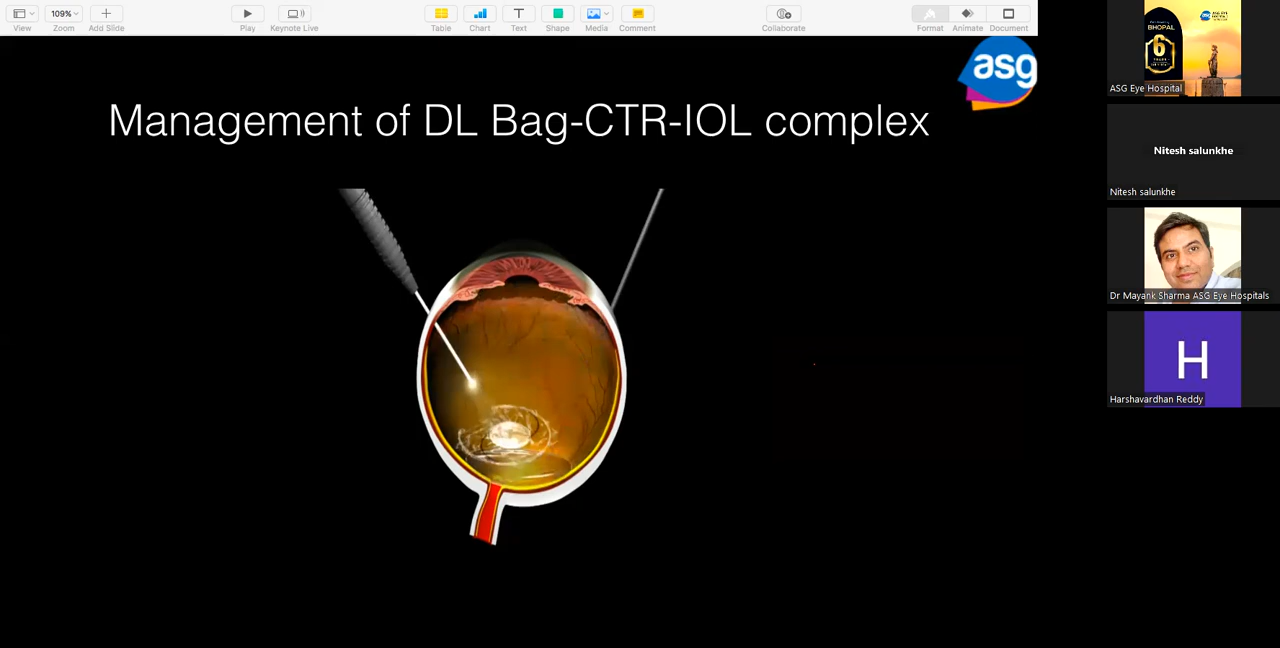 109%
View
Zoom
Add Slide
Play
Keynote Live
Table
Chart
Text
Shape
Media
Comment
Collaborate
Format
Animate
Document
asg
Management of DL Bag-CTR-IOL complex
BHOPAL
6
ASG Eye Hospital
Nitesh salunkhe
Nitesh salunkhe
Dr Mayank Sharma ASG Eye Hospitals
H
Harshavardhan Reddy